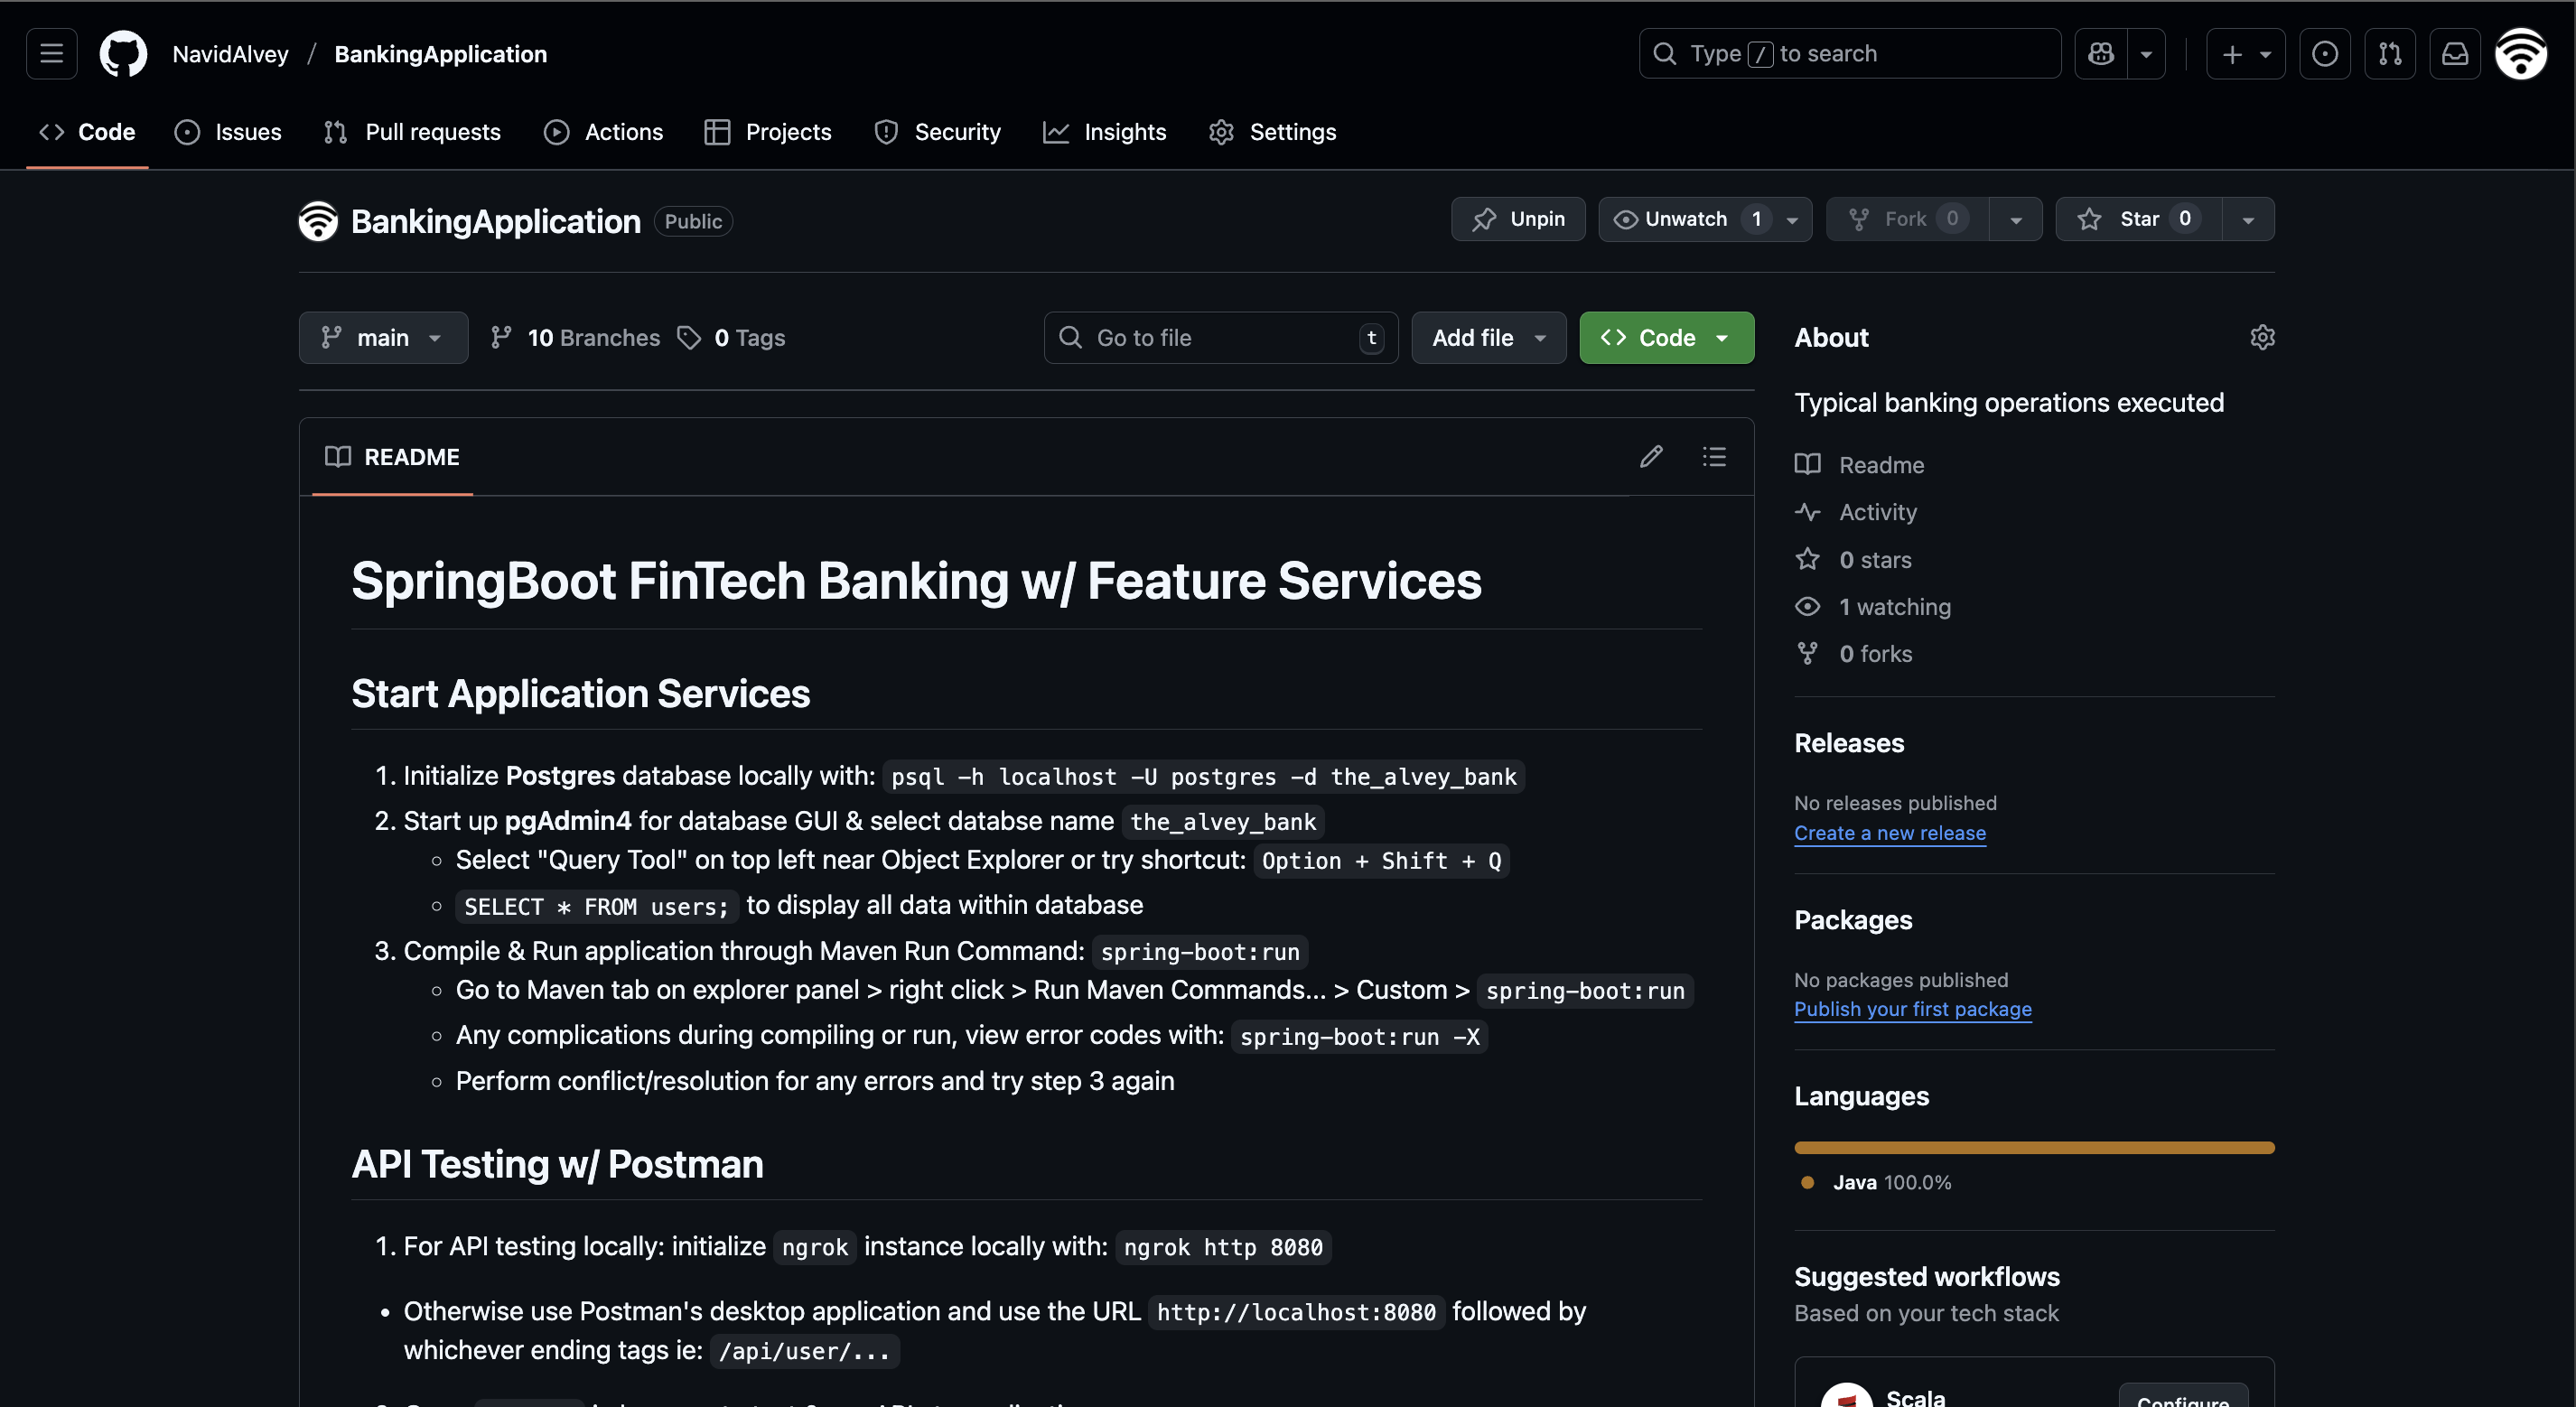 NavidAlvey / BankingApplication
Type / to search
Code
Issues
Pull requests
Actions
Projects
Security
Insights
Settings
BankingApplication Public
Unpin
Unwatch 1
Fork 0
Star 0
main
10 Branches
0 Tags
Go to file t
Add file
Code
README
SpringBoot FinTech Banking w/ Feature Services
Start Application Services
1. Initialize Postgres database locally with: psql -h localhost -U postgres -d the_alvey_bank
2. Start up pgAdmin4 for database GUI & select databse name the_alvey_bank
Select "Query Tool" on top left near Object Explorer or try shortcut: Option + Shift + Q
SELECT * FROM users; to display all data within database
3. Compile & Run application through Maven Run Command: spring-boot:run
Go to Maven tab on explorer panel > right click > Run Maven Commands... > Custom > spring-boot:run
Any complications during compiling or run, view error codes with: spring-boot:run -X
Perform conflict/resolution for any errors and try step 3 again
API Testing w/ Postman
1. For API testing locally: initialize ngrok instance locally with: ngrok http 8080
Otherwise use Postman's desktop application and use the URL http://localhost:8080 followed by
whichever ending tags ie: /api/user/...
About
Typical banking operations executed
Readme
Activity
0 stars
1 watching
0 forks
Releases
No releases published
Create a new release
Packages
No packages published
Publish your first package
Languages
Java 100.0%
Suggested workflows
Based on your tech stack
Scala
Configure